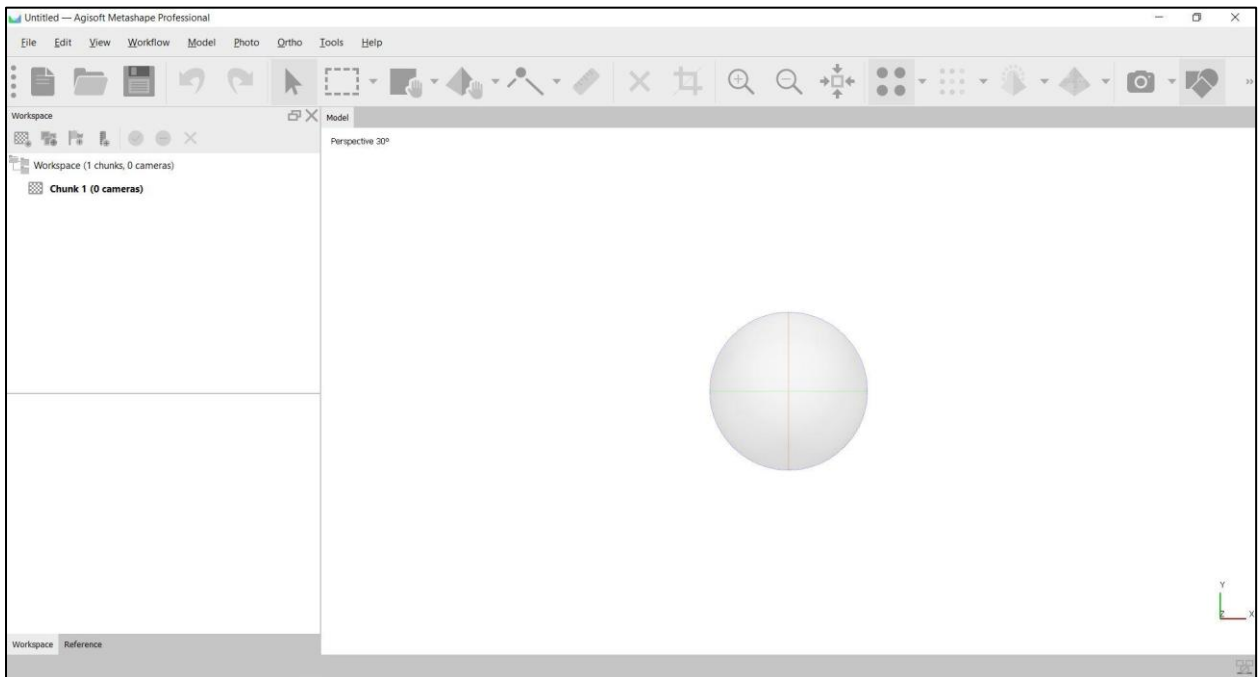 Untitled — Agisoft Metashape Professional
File Edit View Workflow Model Photo Ortho Tools Help
Workspace
Model
Perspective 30°
Workspace (1 chunks, 0 cameras)
Chunk 1 (0 cameras)
Y
Z X
Workspace Reference